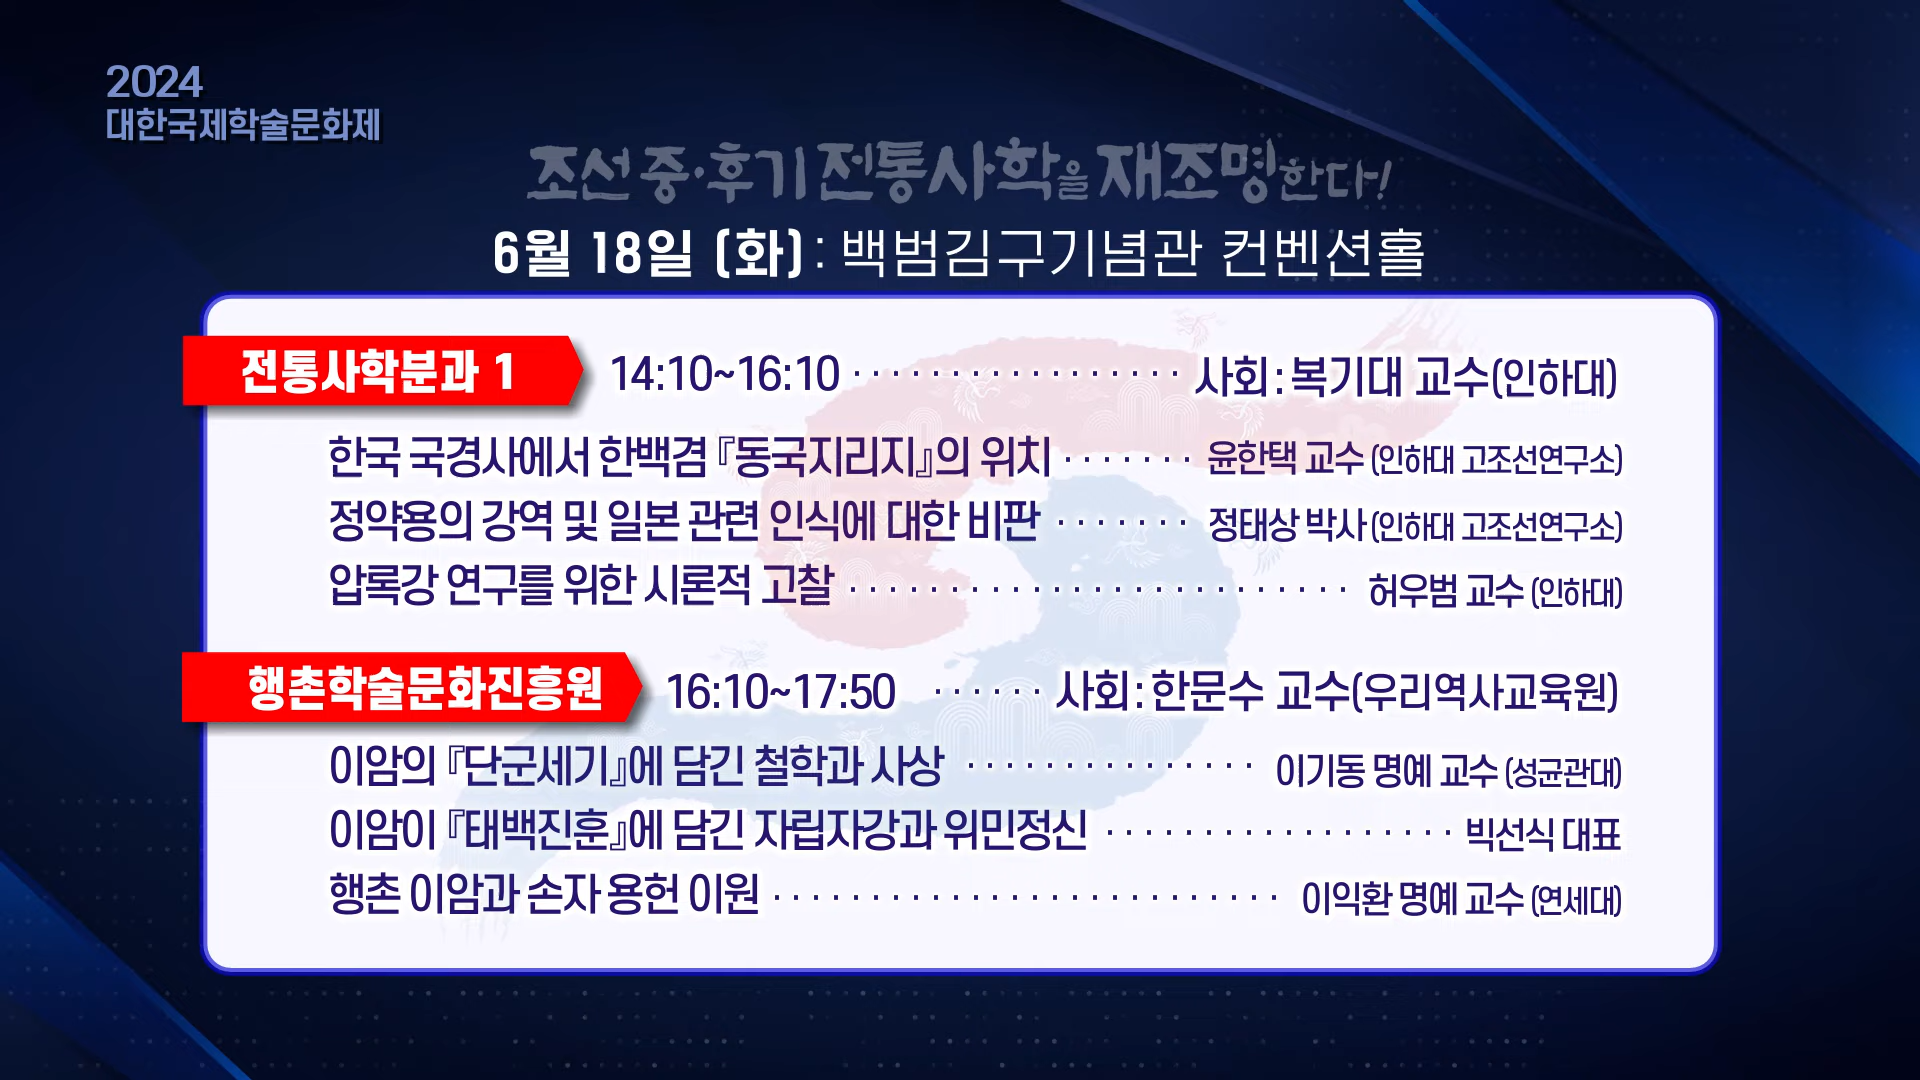 2024
대한국제학술문화제
조선 중·후기 전통사학을 재조명한다!
6월 18일 (화) : 백범김구기념관 컨벤션홀
전통사학분과 1 14:10~16:10 ················· 사회 : 복기대 교수(인하대)
한국 국경사에서 한백겸 『동국지리지』의 위치 ······· 윤한택 교수 (인하대 고조선연구소)
정약용의 강역 및 일본 관련 인식에 대한 비판 ······· 정태상 박사 (인하대 고조선연구소)
압록강 연구를 위한 시론적 고찰 ························· 허우범 교수 (인하대)
행촌학술문화진흥원 16:10~17:50 ······ 사회 : 한문수 교수(우리역사교육원)
이암의 『단군세기』에 담긴 철학과 사상 ··············· 이기동 명예 교수 (성균관대)
이암이 『태백진훈』에 담긴 자립자강과 위민정신 ·················· 빅선식 대표
행촌 이암과 손자 용헌 이원 ·························· 이익환 명예 교수 (연세대)